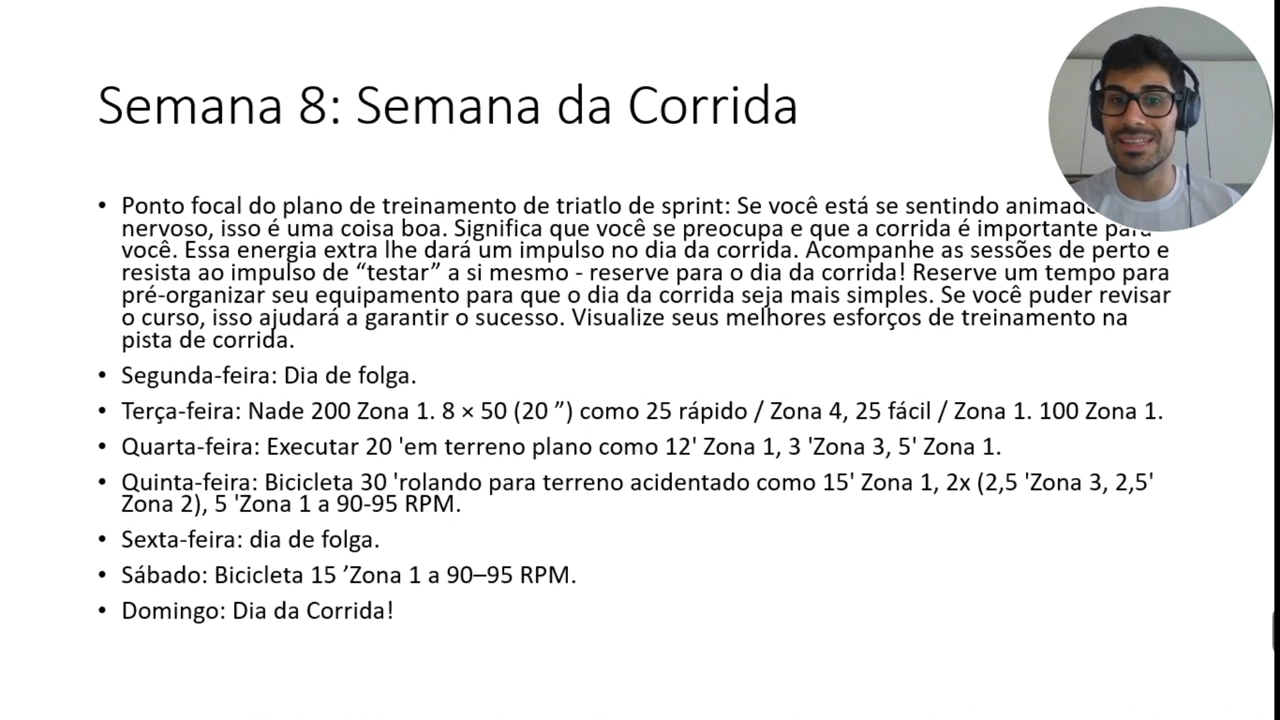 Semana 8: Semana da Corrida
• Ponto focal do plano de treinamento de triatlo de sprint: Se você está se sentindo
nervoso, isso é uma coisa boa. Significa que você se preocupa e que a corrida é importante para
você. Essa energia extra lhe dará um impulso no dia da corrida. Acompanhe as sessões de perto e
resista ao impulso de “testar” a si mesmo - reserve para o dia da corrida! Reserve um tempo para
pré-organizar seu equipamento para que o dia da corrida seja mais simples. Se você puder revisar
o curso, isso ajudará a garantir o sucesso. Visualize seus melhores esforços de treinamento na
pista de corrida.
• Segunda-feira: Dia de folga.
• Terça-feira: Nade 200 Zona 1. 8 × 50 (20 ”) como 25 rápido / Zona 4, 25 fácil / Zona 1. 100 Zona 1.
• Quarta-feira: Executar 20 'em terreno plano como 12' Zona 1, 3 'Zona 3, 5' Zona 1.
• Quinta-feira: Bicicleta 30 'rolando para terreno acidentado como 15' Zona 1, 2x (2,5 'Zona 3, 2,5'
Zona 2), 5 'Zona 1 a 90-95 RPM.
• Sexta-feira: dia de folga.
• Sábado: Bicicleta 15 ’Zona 1 a 90–95 RPM.
• Domingo: Dia da Corrida!